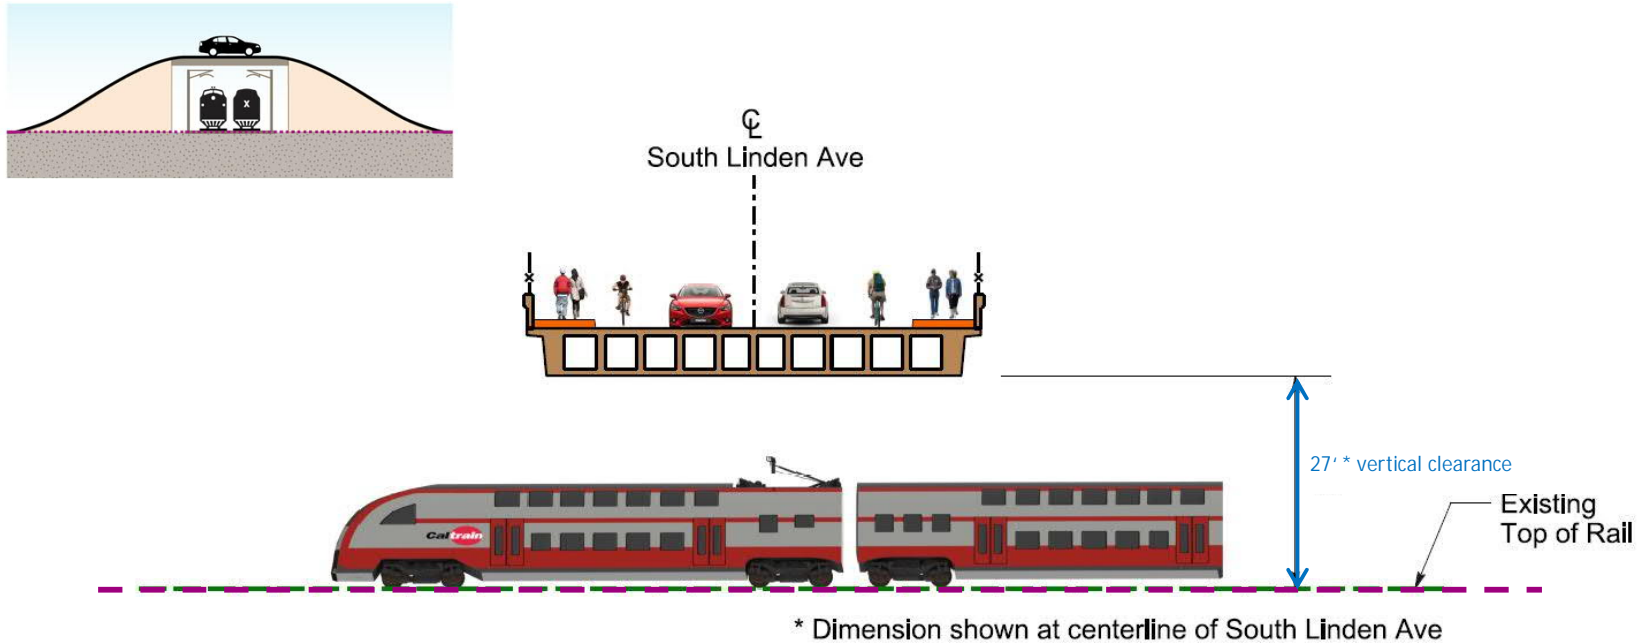 X
℄
South Linden Ave
27' * vertical clearance
Existing
Top of Rail
Caltrain
* Dimension shown at centerline of South Linden Ave